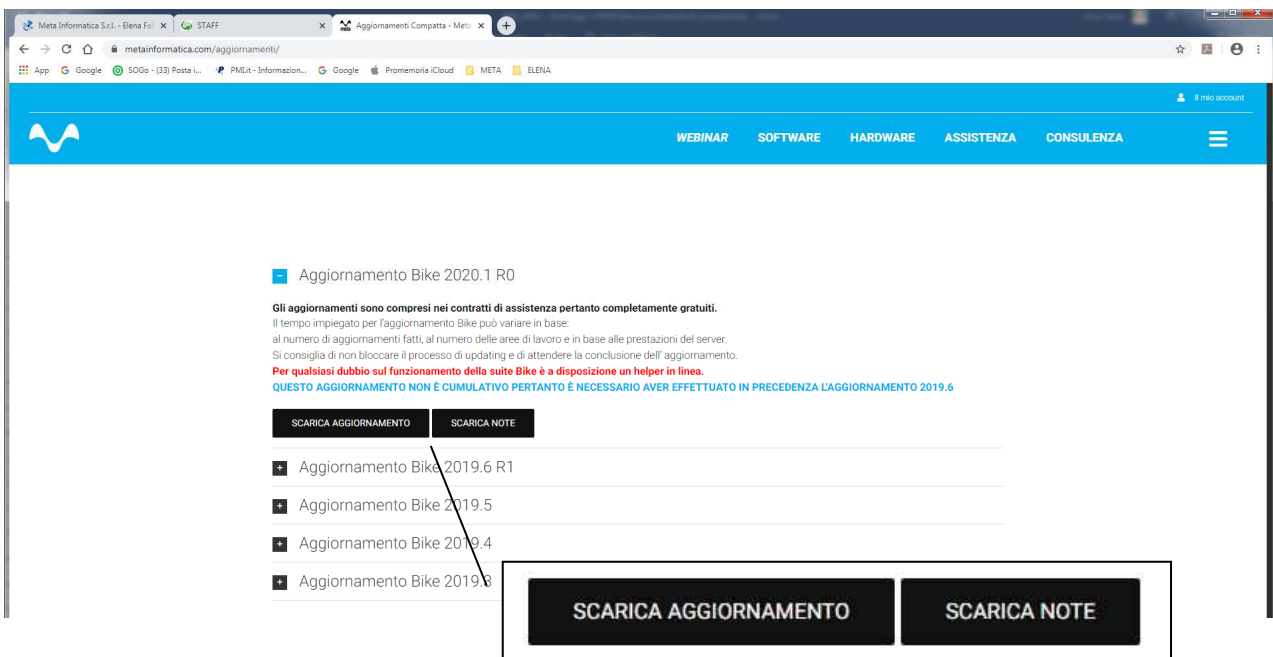 Meta Informatica S.r.l. - Elena Fel
STAFF
Aggiornamenti Compatta - Meta
metainformatica.com/aggiornamenti/
App Google SOGo - (33) Posta i... PMI.it - Informazion... Google Promemoria iCloud META ELENA
Il mio account
WEBINAR SOFTWARE HARDWARE ASSISTENZA CONSULENZA
Aggiornamento Bike 2020.1 R0
Gli aggiornamenti sono compresi nei contratti di assistenza pertanto completamente gratuiti.
Il tempo impiegato per l'aggiornamento Bike può variare in base:
al numero di aggiornamenti fatti, al numero delle aree di lavoro e in base alle prestazioni del server.
Si consiglia di non bloccare il processo di updating e di attendere la conclusione dell' aggiornamento.
Per qualsiasi dubbio sul funzionamento della suite Bike è a disposizione un helper in linea.
QUESTO AGGIORNAMENTO NON È CUMULATIVO PERTANTO È NECESSARIO AVER EFFETTUATO IN PRECEDENZA L'AGGIORNAMENTO 2019.6
SCARICA AGGIORNAMENTO SCARICA NOTE
Aggiornamento Bike 2019.6 R1
Aggiornamento Bike 2019.5
Aggiornamento Bike 2019.4
Aggiornamento Bike 2019.3
SCARICA AGGIORNAMENTO SCARICA NOTE